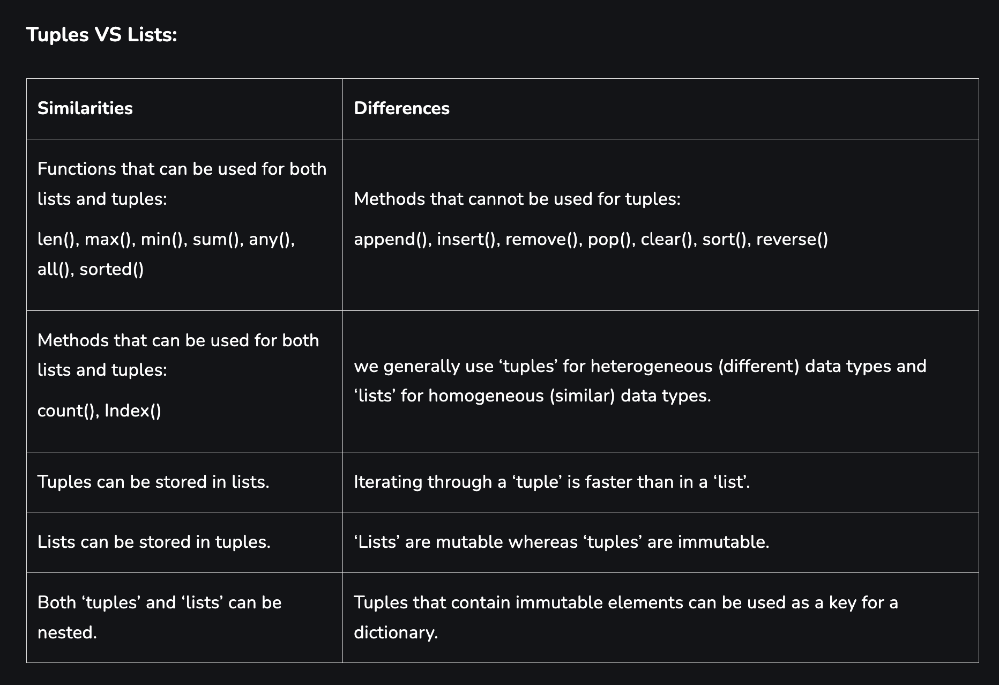 Tuples VS Lists:
Similarities
Differences
Functions that can be used for both
lists and tuples:
len(), max(), min(), sum(), any(),
all(), sorted()
Methods that cannot be used for tuples:
append(), insert(), remove(), pop(), clear(), sort(), reverse()
Methods that can be used for both
lists and tuples:
count(), Index()
we generally use ‘tuples’ for heterogeneous (different) data types and
‘lists’ for homogeneous (similar) data types.
Tuples can be stored in lists.
Iterating through a ‘tuple’ is faster than in a ‘list’.
Lists can be stored in tuples.
‘Lists’ are mutable whereas ‘tuples’ are immutable.
Both ‘tuples’ and ‘lists’ can be
nested.
Tuples that contain immutable elements can be used as a key for a
dictionary.